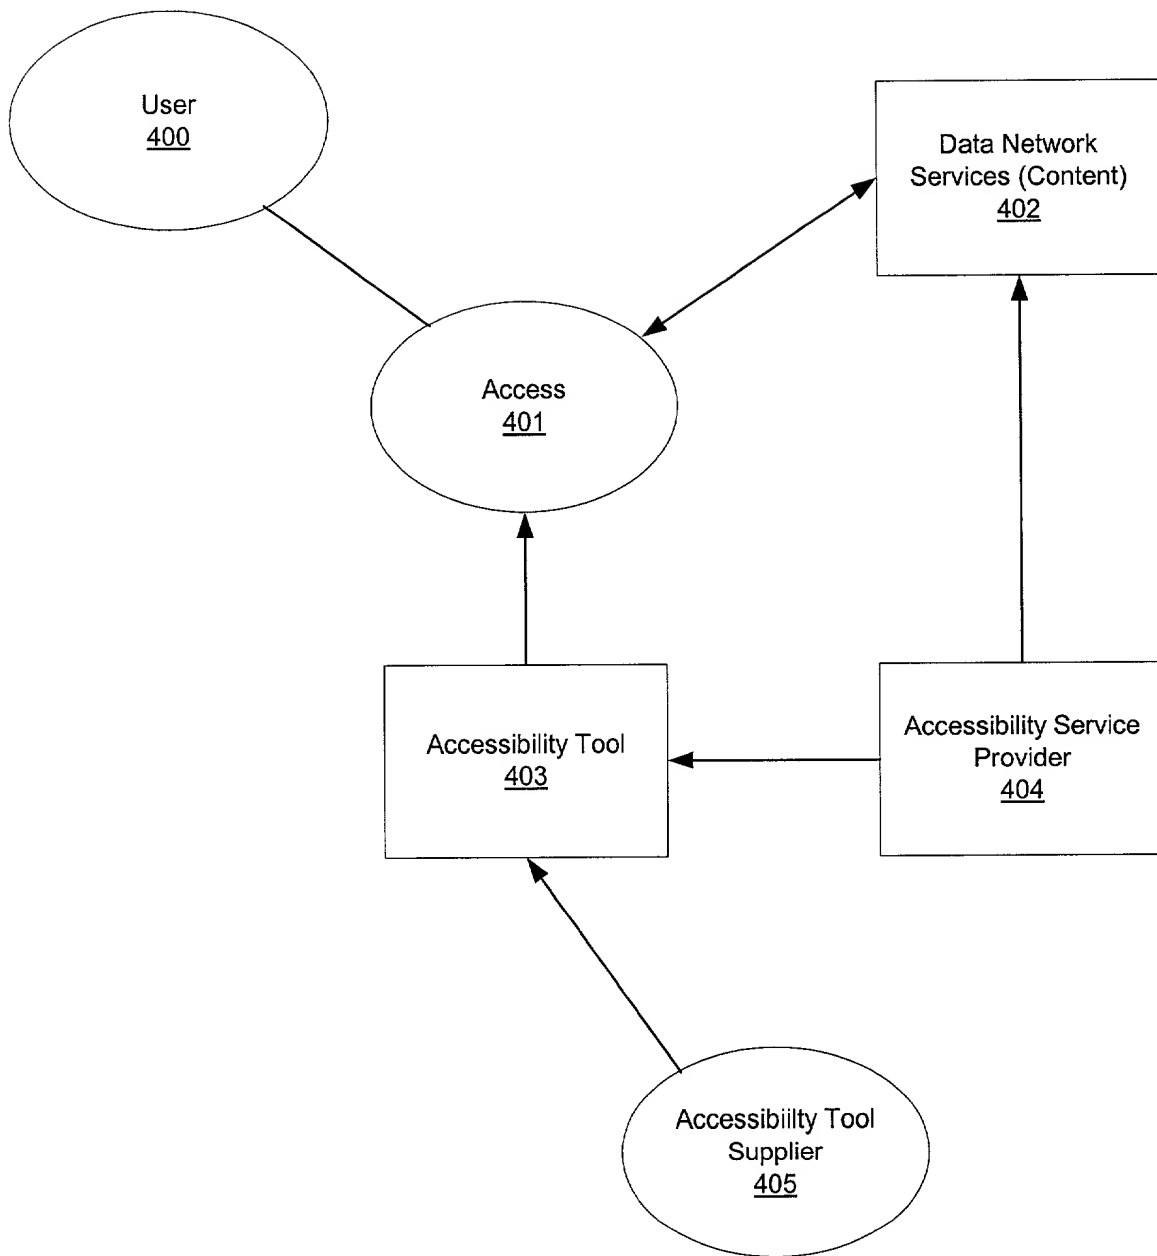 User
400
Data Network
Services (Content)
402
Access
401
Accessibility Tool
403
Accessibility Service
Provider
404
Accessibiilty Tool
Supplier
405